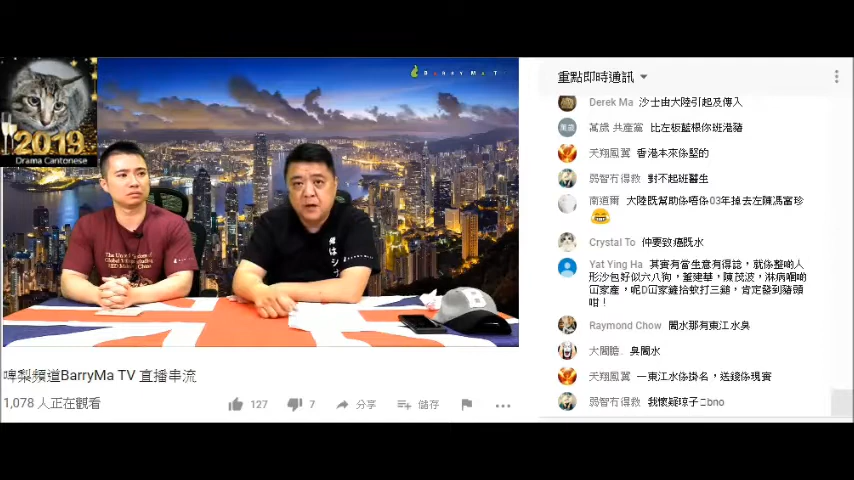 2019
Drama Cantonese
BarryMaTV
啤梨頻道BarryMa TV 直播串流
1,078 人正在觀看
127
7
分享
儲存
重點即時通訊
Derek Ma 沙士由大陸引起及傳入
萬歲 共產黨 比左板藍根你班港豬
天翔鳳翼 香港本來係堅的
弱智冇得救 對不起班醫生
南道爾 大陸既幫助係唔係03年掉去左陳馮富珍
Crystal To 仲要致癌既水
Yat Ying Ha 其實有當生意有得諗，就係整啲人
形沙包好似六八狗，董建華，陳茂波，淋病
冚家產，呢D冚家鏟拾蚊打三鎚，肯定發到豬頭
咁！
Raymond Chow 閪水那有東江水臭
大閪膽. 臭閪水
天翔鳳翼 一東江水係掛名，送錢係現實
弱智冇得救 我懷疑暸子 bno